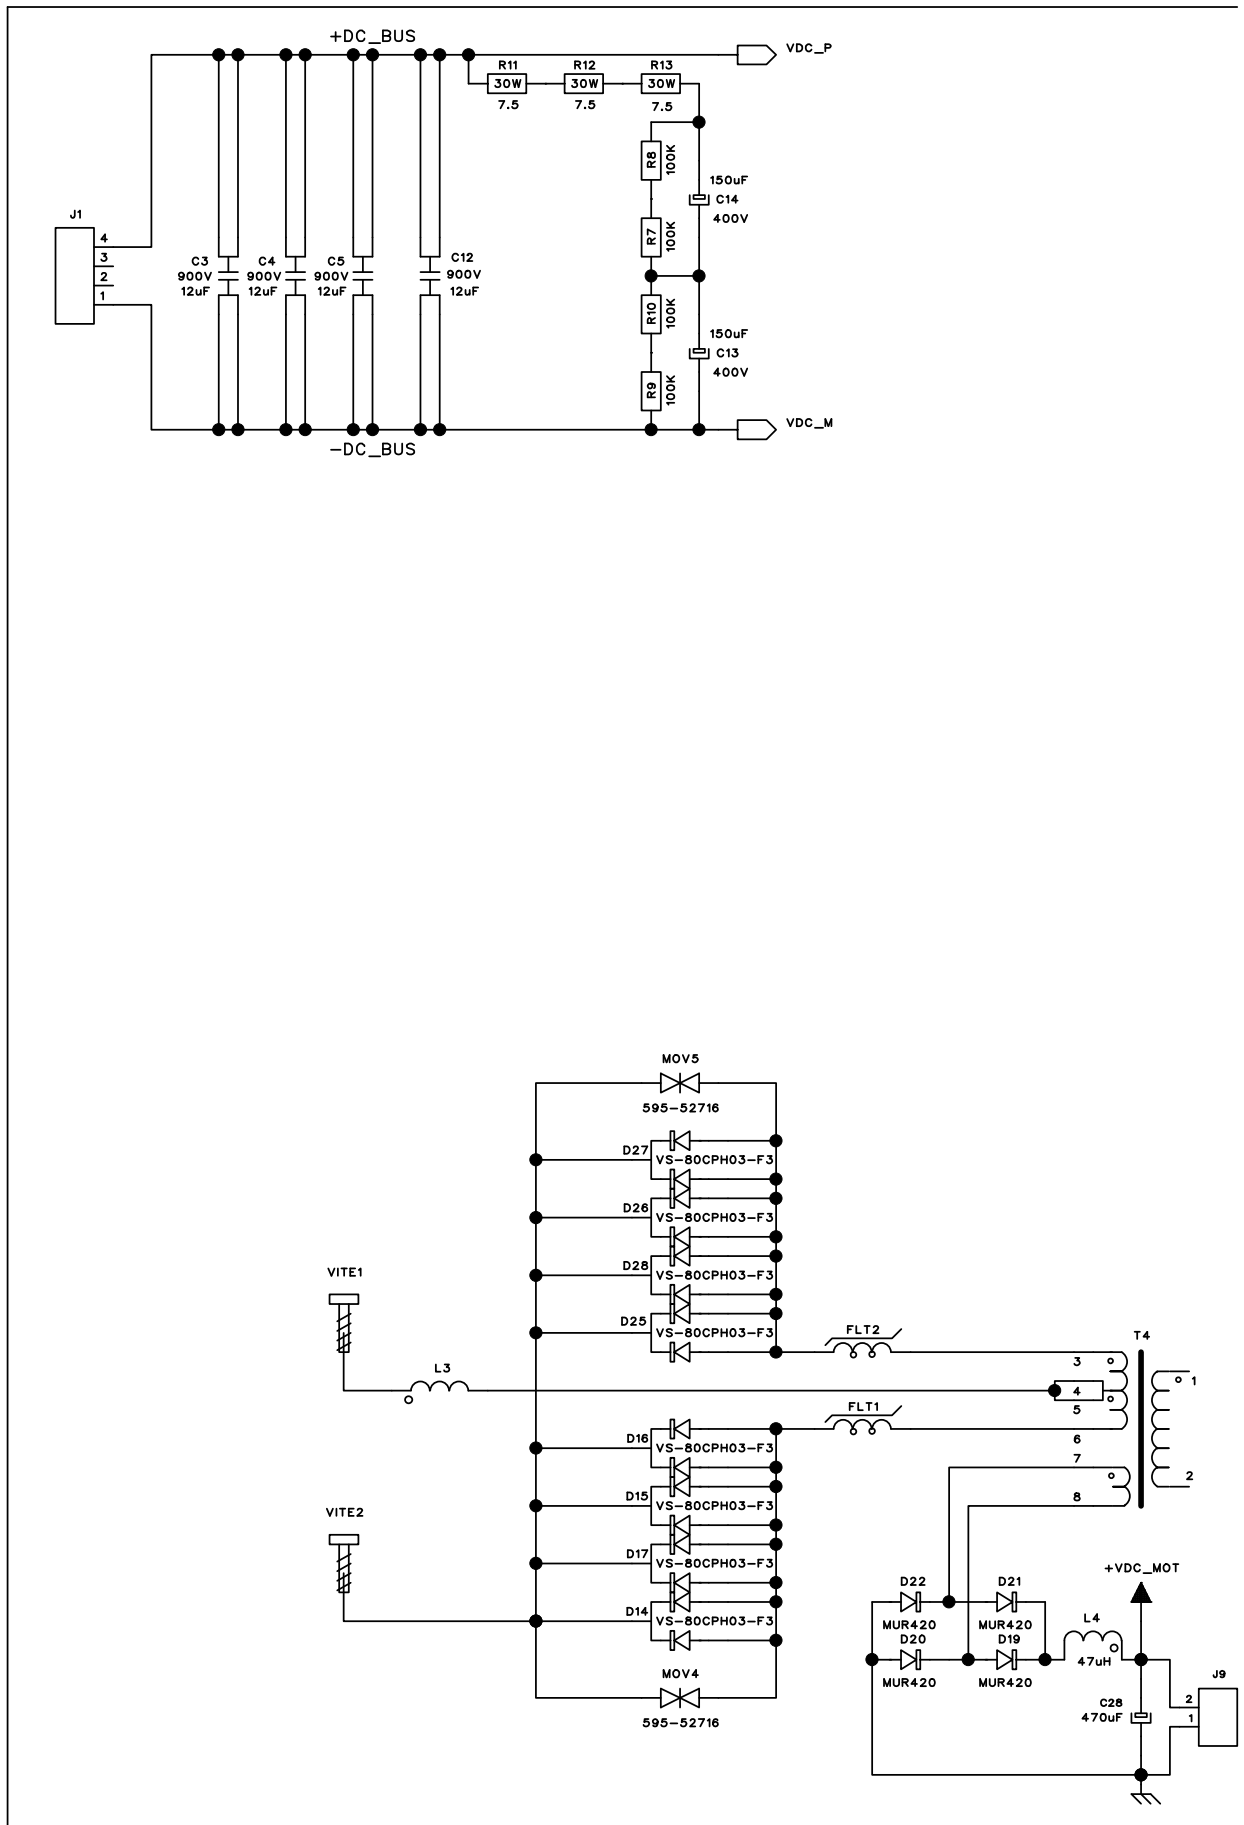 +DC_BUS
VDC_P
R11 R12 R13
30W 30W 30W
7.5 7.5 7.5
R8
100K
150uF
C14
400V
J1
R7
100K
4
3
2
1
C3
900V
12uF
C4
900V
12uF
C5
900V
12uF
C12
900V
12uF
R10
100K
150uF
C13
400V
R9
100K
VDC_M
-DC_BUS
MOV5
595-52716
D27
VS-80CPH03-F3
D26
VS-80CPH03-F3
D28
VS-80CPH03-F3
D25
VS-80CPH03-F3
VITE1
L3
FLT2
T4
3
4
5
6
7
8
1
2
FLT1
D16
VS-80CPH03-F3
D15
VS-80CPH03-F3
D17
VS-80CPH03-F3
D14
VS-80CPH03-F3
VITE2
MOV4
595-52716
+VDC_MOT
D22 D21
MUR420 MUR420
D20 D19
MUR420 MUR420
L4
47uH
C28
470uF
J9
2
1